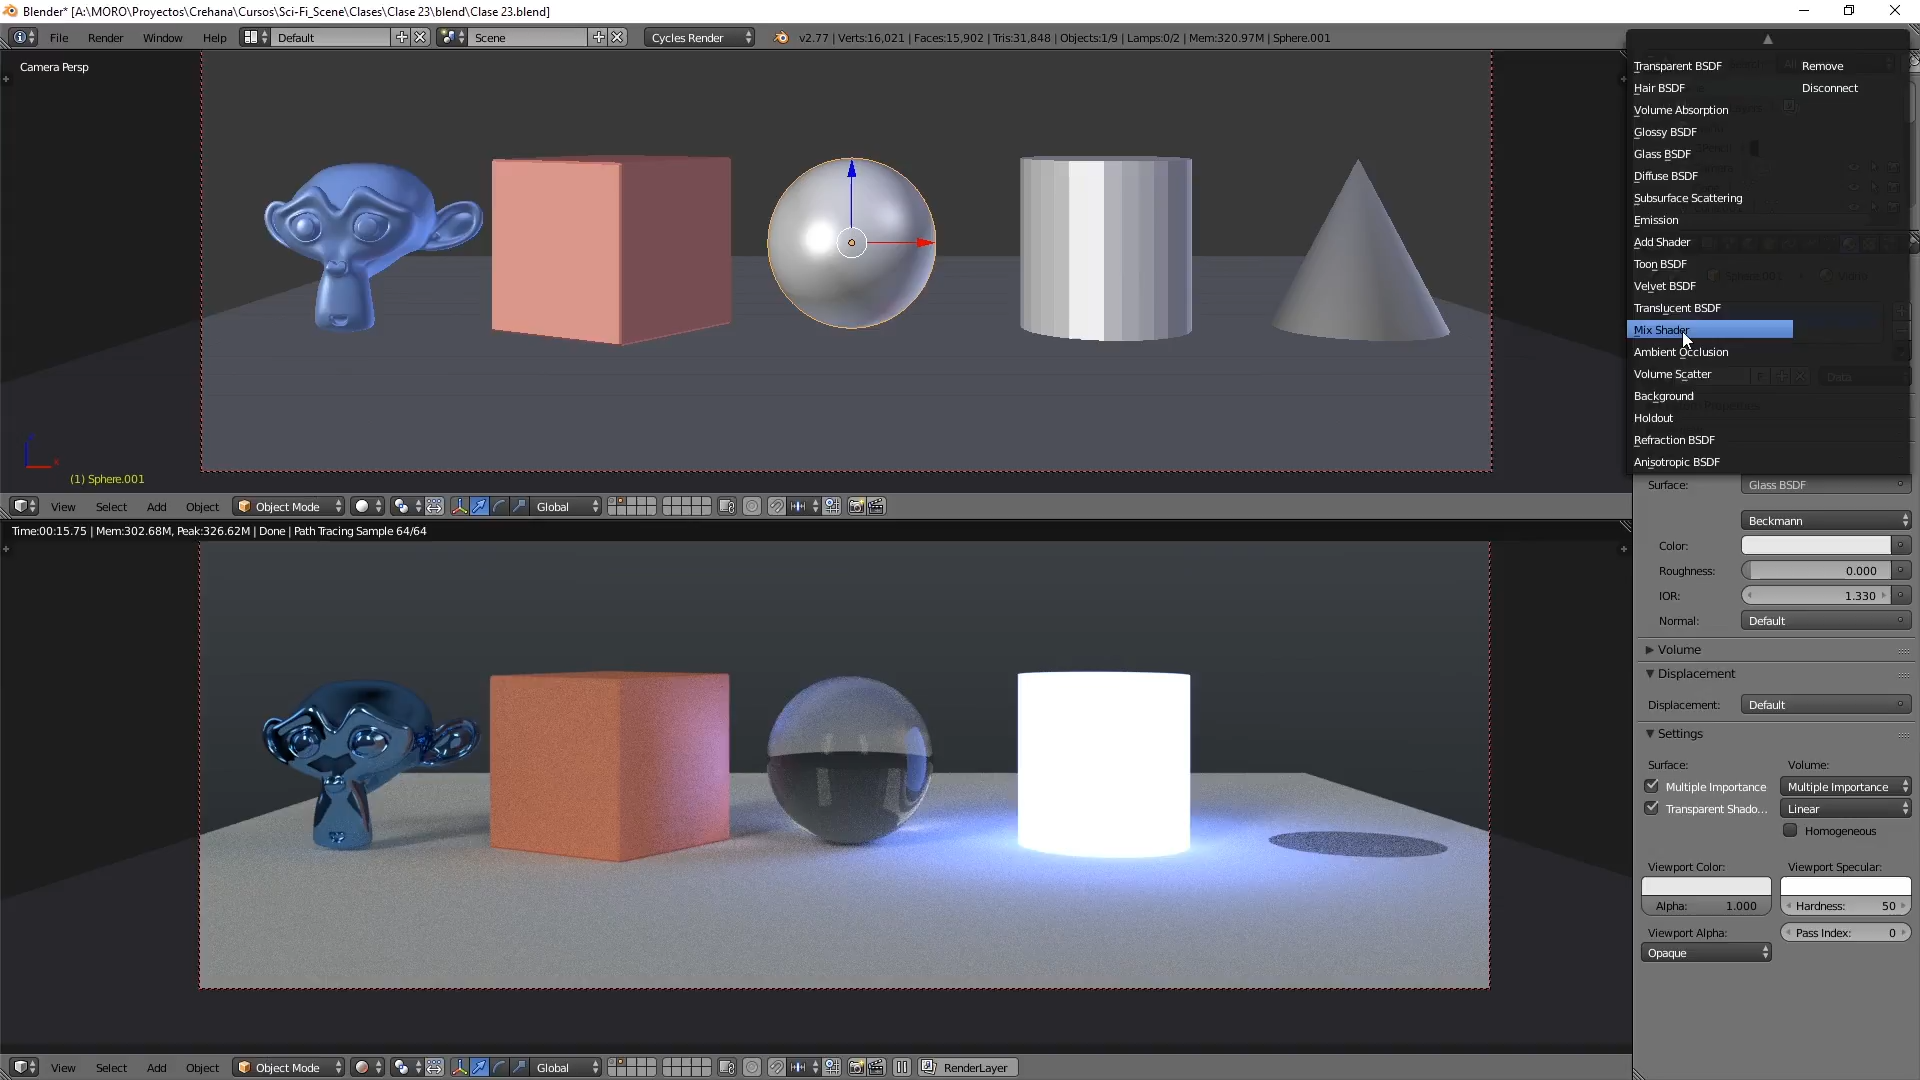 Blender* [A:\MORO\Proyectos\Crehana\Cursos\Sci-Fi_Scene\Clases\Clase 23\blend\Clase 23.blend]
File Render Window Help Default Scene Cycles Render v2.77 | Verts:16,021 | Faces:15,902 | Tris:31,848 | Objects:1/9 | Lamps:0/2 | Mem:320.97M | Sphere.001
Camera Persp
Transparent BSDF Remove
Hair BSDF Disconnect
Volume Absorption
Glossy BSDF
Glass BSDF
Diffuse BSDF
Subsurface Scattering
Emission
Add Shader
Toon BSDF
Velvet BSDF
Translucent BSDF
Mix Shader
Ambient Occlusion
Volume Scatter
Background
Holdout
Refraction BSDF
Anisotropic BSDF
(1) Sphere.001
Surface: Glass BSDF
View Select Add Object Object Mode Global
Beckmann
Time:00:15.75 | Mem:302.68M, Peak:326.62M | Done | Path Tracing Sample 64/64
Color:
Roughness: 0.000
IOR: 1.330
Normal: Default
Volume
Displacement
Displacement: Default
Settings
Surface: Volume:
Multiple Importance Multiple Importance
Transparent Shado... Linear
Homogeneous
Viewport Color: Viewport Specular:
Alpha: 1.000 Hardness: 50
Viewport Alpha: Pass Index: 0
Opaque
View Select Add Object Object Mode Global RenderLayer